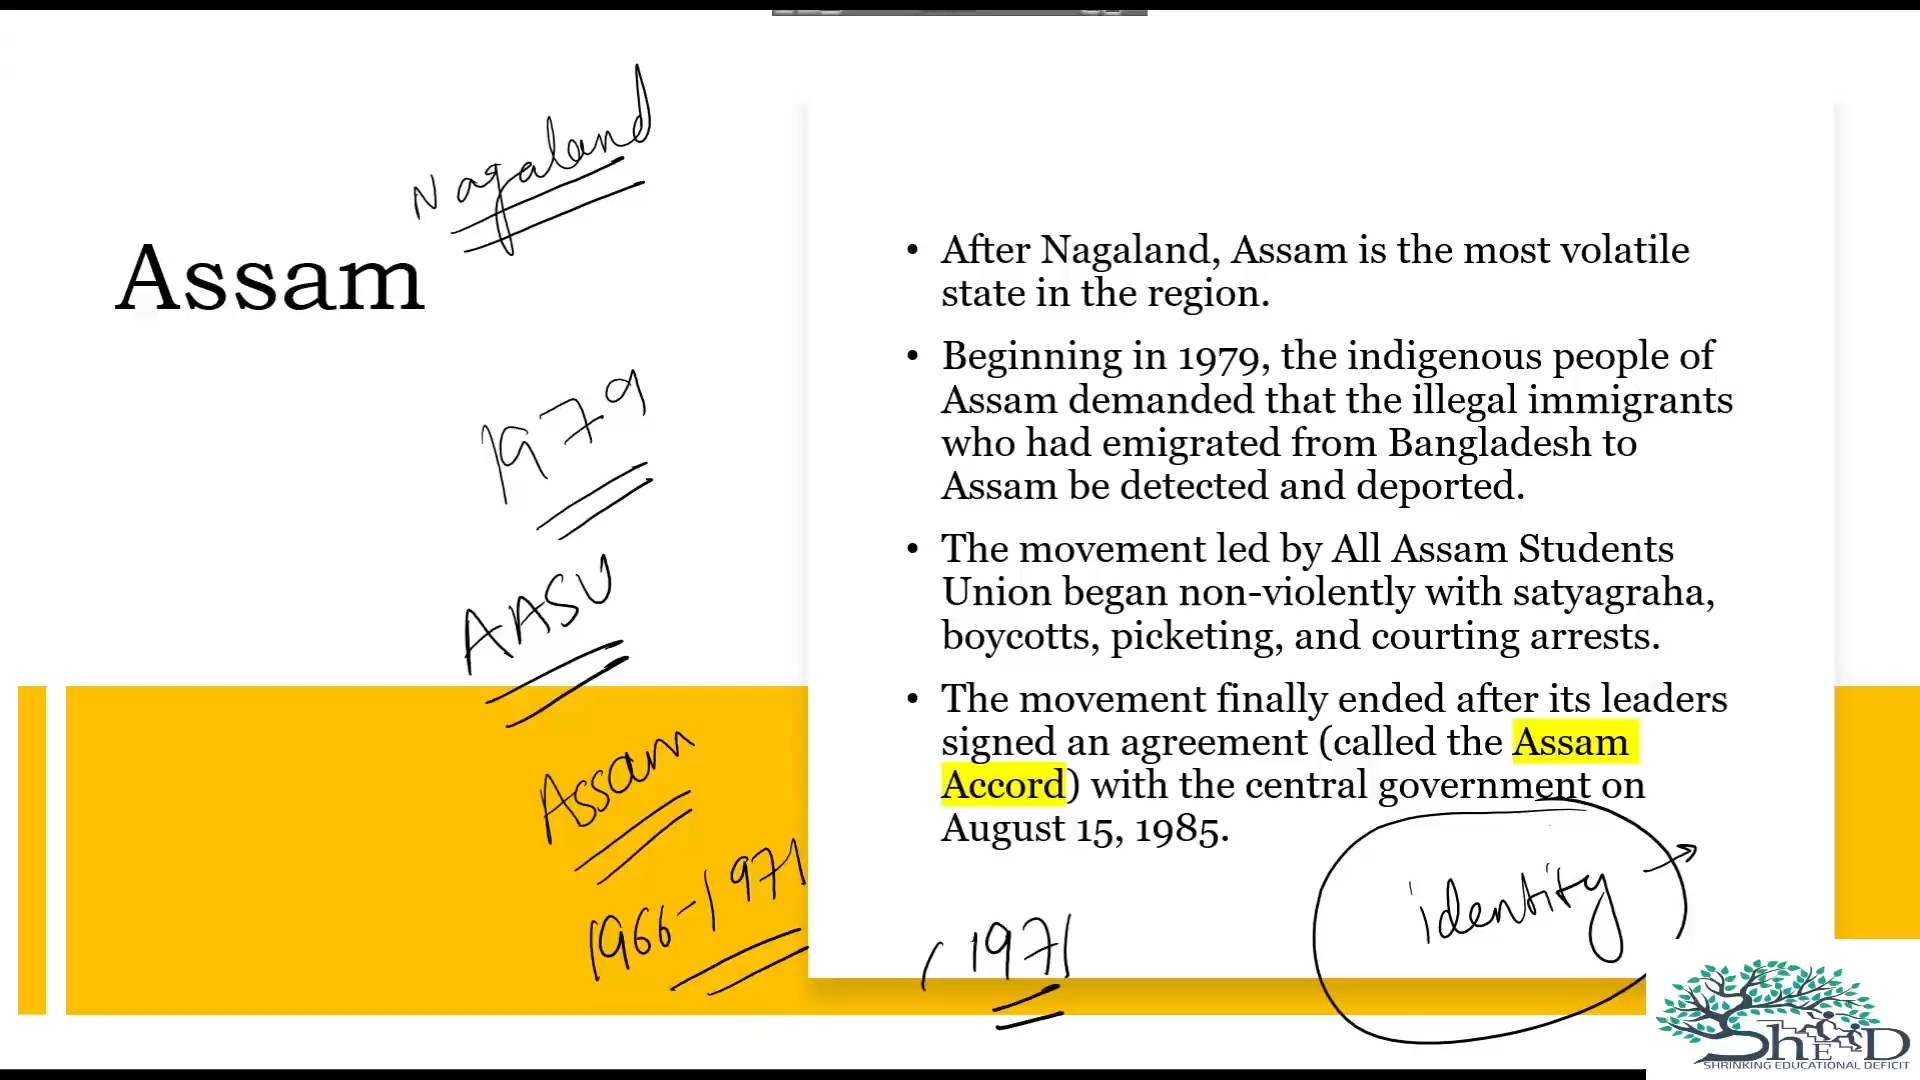 Nagaland
Assam
1979
AASU
Assam
1966-1971
• After Nagaland, Assam is the most volatile
state in the region.
• Beginning in 1979, the indigenous people of
Assam demanded that the illegal immigrants
who had emigrated from Bangladesh to
Assam be detected and deported.
• The movement led by All Assam Students
Union began non-violently with satyagraha,
boycotts, picketing, and courting arrests.
• The movement finally ended after its leaders
signed an agreement (called the Assam
Accord) with the central government on
August 15, 1985.
identity
( 1971
SHEID
SHRINKING EDUCATIONAL DEFICIT